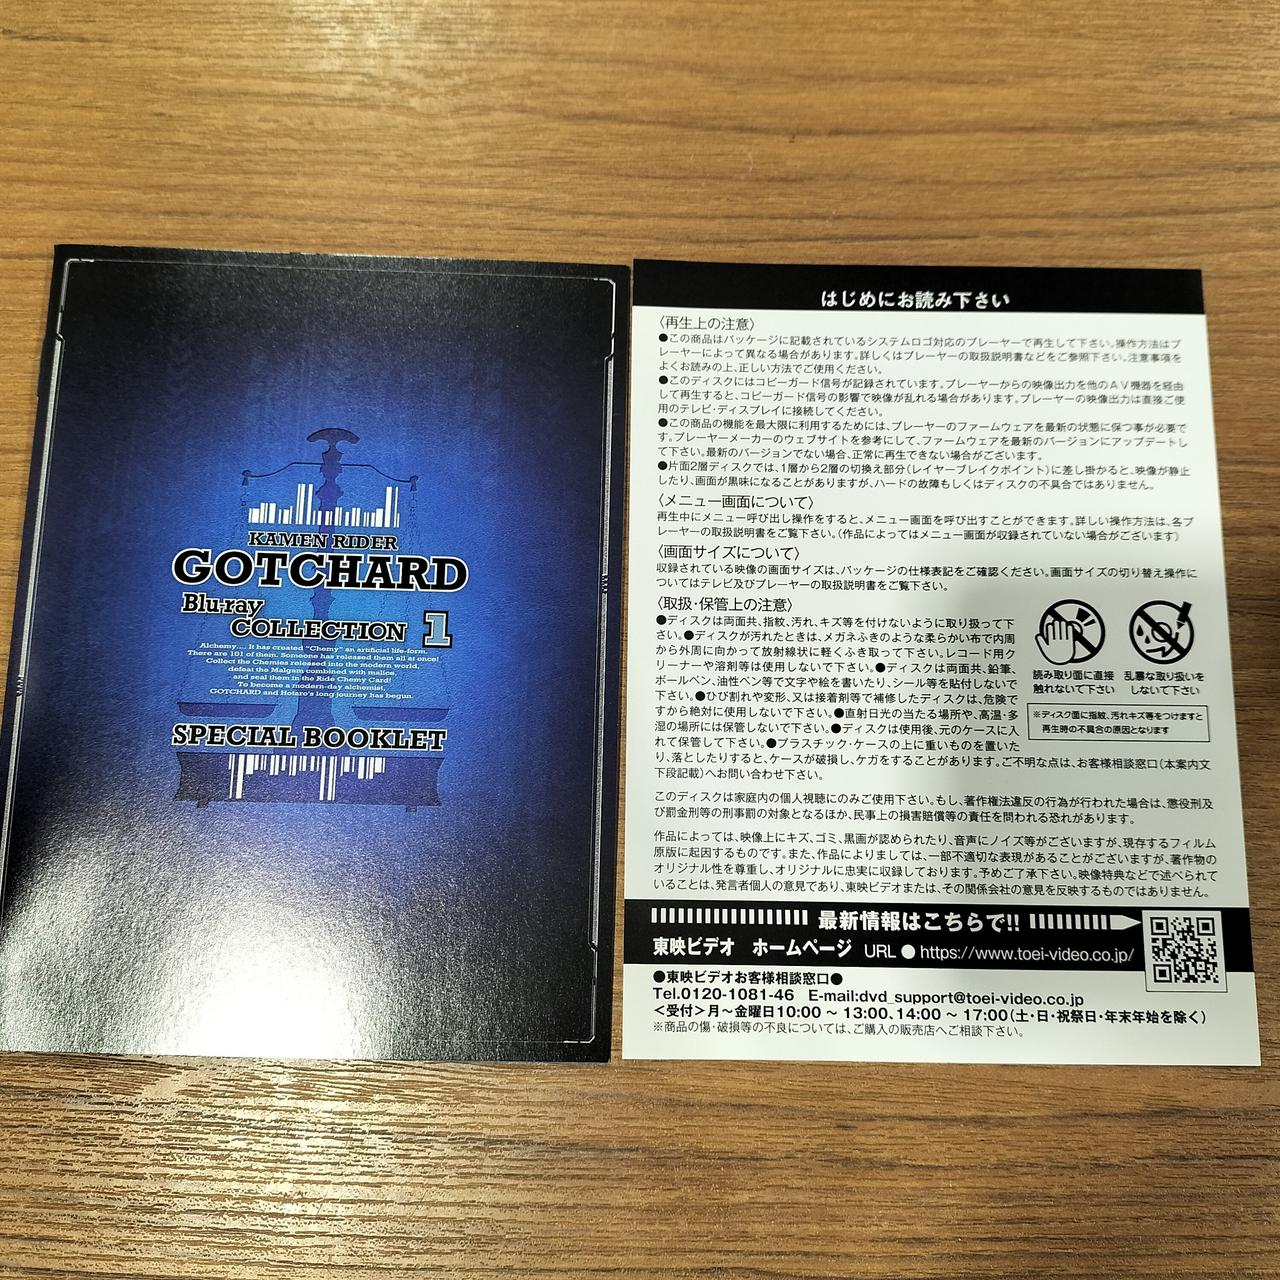 KAMEN RIDER
GOTCHARD
Blu-ray
COLLECTION 1
Alchemy.... It has created "Chemy" an artificial life-form.
There are 101 of them. Someone has released them all at once!
Collect the Chemies released into the modern world,
defeat the Malgam combined with malice,
and seal them in the Ride Chemy Card!
To become a modern-day alchemist,
GOTCHARD and Hotaro's long journey has begun.
SPECIAL BOOKLET
はじめにお読み下さい
〈再生上の注意〉
●この商品はパッケージに記載されているシステムロゴ対応のプレーヤーで再生して下さい。操作方法はプ
レーヤーによって異なる場合があります。詳しくはプレーヤーの取扱説明書などをご参照下さい。注意事項を
よくお読みの上、正しい方法でご使用ください。
●このディスクにはコピーガード信号が記録されています。プレーヤーからの映像出力を他のAV機器を経由
して再生すると、コピーガード信号の影響で映像が乱れる場合があります。プレーヤーの映像出力は直接ご使
用のテレビ・ディスプレイに接続してください。
●この商品の機能を最大限に利用するためには、プレーヤーのファームウェアを最新の状態に保つ事が必要で
す。プレーヤーメーカーのウェブサイトを参考にして、ファームウェアを最新のバージョンにアップデートし
て下さい。最新のバージョンでない場合、正常に再生できない場合がございます。
●片面2層ディスクでは、1層から2層の切換え部分(レイヤーブレイクポイント)に差し掛かると、映像が静止
したり、画面が黒味になることがありますが、ハードの故障もしくはディスクの不具合ではありません。
〈メニュー画面について〉
再生中にメニュー呼び出し操作をすると、メニュー画面を呼び出すことができます。詳しい操作方法は、各プ
レーヤーの取扱説明書をご覧下さい。(作品によってはメニュー画面が収録されていない場合がございます)
〈画面サイズについて〉
収録されている映像の画面サイズは、パッケージの仕様表記をご確認ください。画面サイズの切り替え操作に
ついてはテレビ及びプレーヤーの取扱説明書をご覧下さい。
〈取扱・保管上の注意〉
●ディスクは両面共、指紋、汚れ、キズ等を付けないように取り扱って下
さい。●ディスクが汚れたときは、メガネふきのような柔らかい布で内周
から外周に向かって放射線状に軽くふき取って下さい。レコード用ク
リーナーや溶剤等は使用しないで下さい。●ディスクは両面共、鉛筆、
ボールペン、油性ペン等で文字や絵を書いたり、シール等を貼付しないで
下さい。●ひび割れや変形、又は接着剤等で補修したディスクは、危険で
すから絶対に使用しないで下さい。●直射日光の当たる場所や、高温・多
湿の場所には保管しないで下さい。●ディスクは使用後、元のケースに入
れて保管して下さい。●プラスチック・ケースの上に重いものを置いた
り、落としたりすると、ケースが破損し、ケガをすることがあります。ご不明な点は、お客様相談窓口(本案内文
下段記載)へお問い合わせ下さい。
読み取り面に直接
触れないで下さい
乱暴な取り扱いを
しないで下さい
※ディスク面に指紋、汚れキズ等をつけますと
再生時の不具合の原因となります
このディスクは家庭内の個人視聴にのみご使用下さい。もし、著作権法違反の行為が行われた場合は、懲役刑及
び罰金刑等の刑事罰の対象となるほか、民事上の損害賠償等の責任を問われる恐れがあります。
作品によっては、映像上にキズ、ゴミ、黒画が認められたり、音声にノイズ等がございますが、現存するフィルム
原版に起因するものです。また、作品によりましては、一部不適切な表現があることがございますが、著作物の
オリジナル性を尊重し、オリジナルに忠実に収録しております。予めご了承下さい。映像特典などで述べられて
いることは、発言者個人の意見であり、東映ビデオまたは、その関係会社の意見を反映するものではありません。
最新情報はこちらで!!
東映ビデオ ホームページ URL ● https://www.toei-video.co.jp/
●東映ビデオお客様相談窓口●
Tel.0120-1081-46 E-mail:dvd_support@toei-video.co.jp
<受付>月〜金曜日10:00 〜 13:00、14:00 〜 17:00(土・日・祝祭日・年末年始を除く)
※商品の傷・破損等の不良については、ご購入の販売店へご相談下さい。